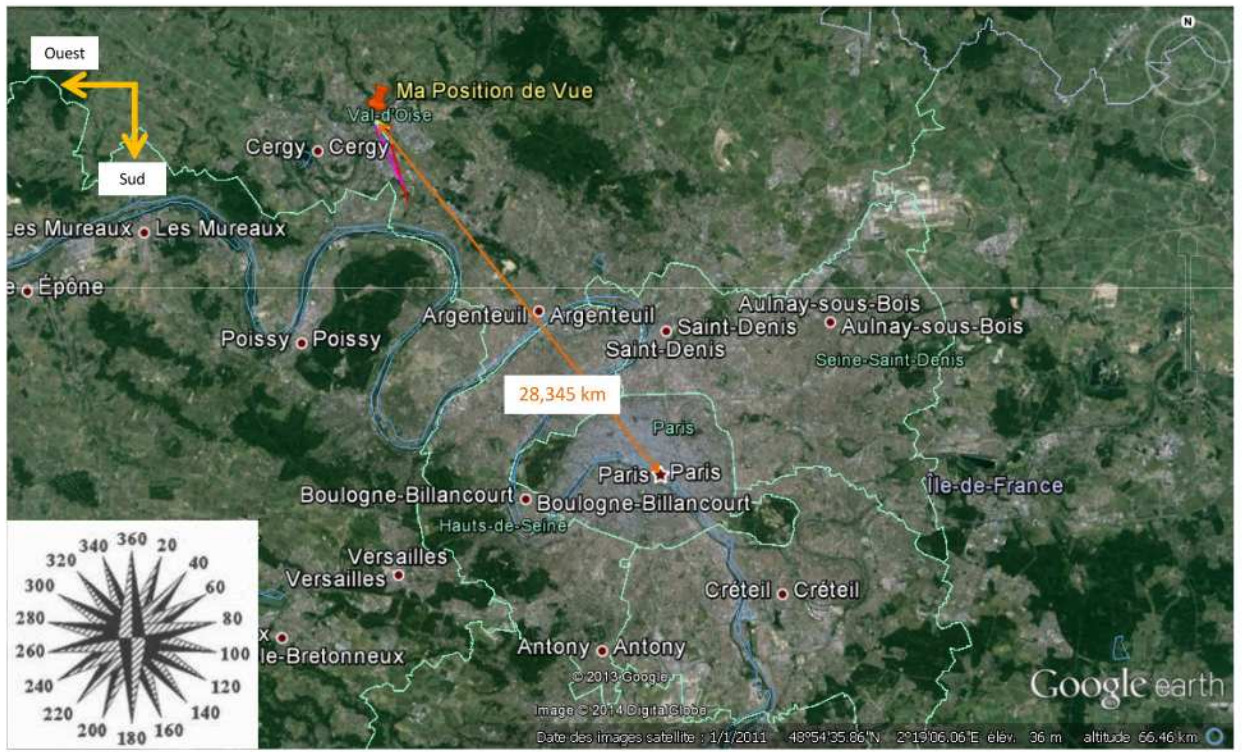 N
Ouest
Ma Position de Vue
Val-d'Oise
Cergy Cergy
Sud
Les Mureaux Les Mureaux
e Épône
Aulnay-sous-Bois
Argenteuil Argenteuil
Aulnay-sous-Bois
Saint-Denis
Poissy Poissy
Saint-Denis
Seine-Saint-Denis
28,345 km
Paris
Paris Paris
Île-de-France
Boulogne-Billancourt
Boulogne-Billancourt
Hauts-de-Seine
360
340 20
320 40
300 60
280 80
260 100
240 120
220 140
200 160
180
Versailles
Versailles
Créteil Créteil
x
le-Bretonneux
Antony Antony
© 2013 Google
Google earth
Image © 2014 DigitalGlobe
Date des images satellite : 1/1/2011 48°54'35.86"N 2°19'06.06"E élév. 36 m altitude 66.46 km